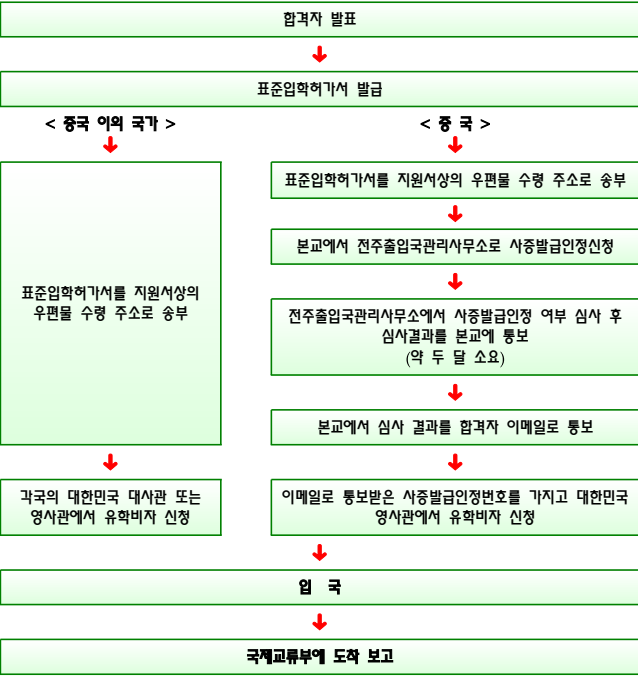 합격자 발표
표준입학허가서 발급
< 중국 이외 국가 >
표준입학허가서를 지원서상의
우편물 수령 주소로 송부
각국의 대한민국 대사관 또는
영사관에서 유학비자 신청
< 중 국 >
표준입학허가서를 지원서상의 우편물 수령 주소로 송부
본교에서 전주출입국관리사무소로 사증발급인정신청
전주출입국관리사무소에서 사증발급인정 여부 심사 후
심사결과를 본교에 통보
(약 두 달 소요)
본교에서 심사 결과를 합격자 이메일로 통보
이메일로 통보받은 사증발급인정번호를 가지고 대한민국
영사관에서 유학비자 신청
입 국
국제교류부에 도착 보고